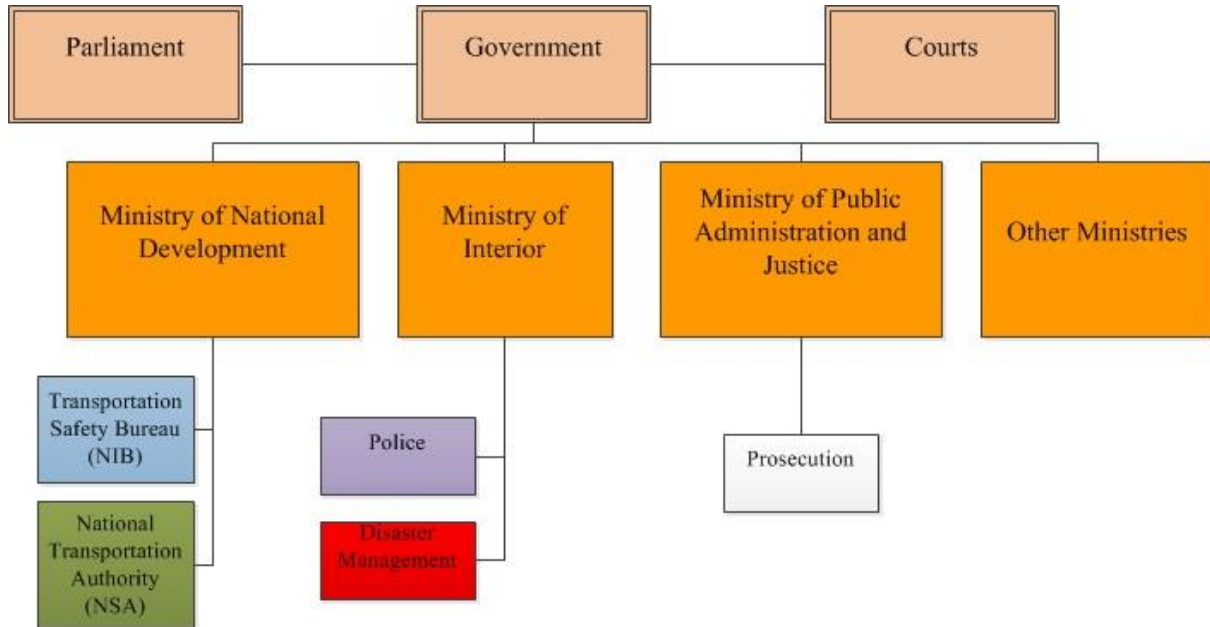 Parliament
Government
Courts
Ministry of National
Development
Ministry of
Interior
Ministry of Public
Administration and
Justice
Other Ministries
Transportation
Safety Bureau
(NIB)
National
Transportation
Authority
(NSA)
Police
Disaster
Management
Prosecution